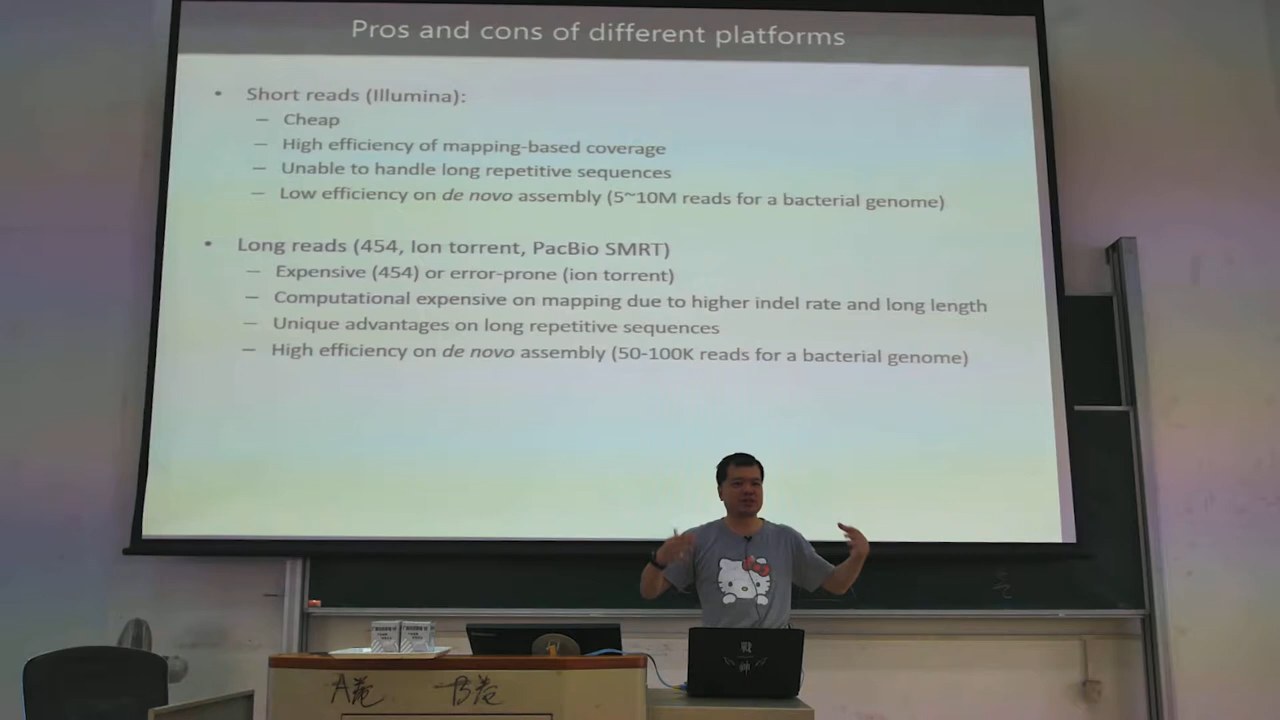 Pros and cons of different platforms
• Short reads (Illumina):
– Cheap
– High efficiency of mapping-based coverage
– Unable to handle long repetitive sequences
– Low efficiency on de novo assembly (5~10M reads for a bacterial genome)
• Long reads (454, Ion torrent, PacBio SMRT)
– Expensive (454) or error-prone (ion torrent)
– Computational expensive on mapping due to higher indel rate and long length
– Unique advantages on long repetitive sequences
– High efficiency on de novo assembly (50-100K reads for a bacterial genome)
战神
A卷 B卷